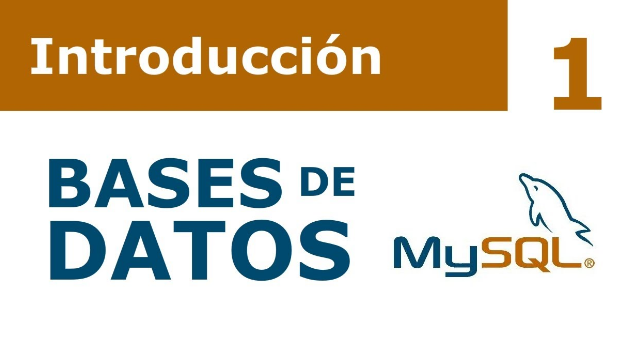 Introducción
1
BASES DE
DATOS
MySQL®